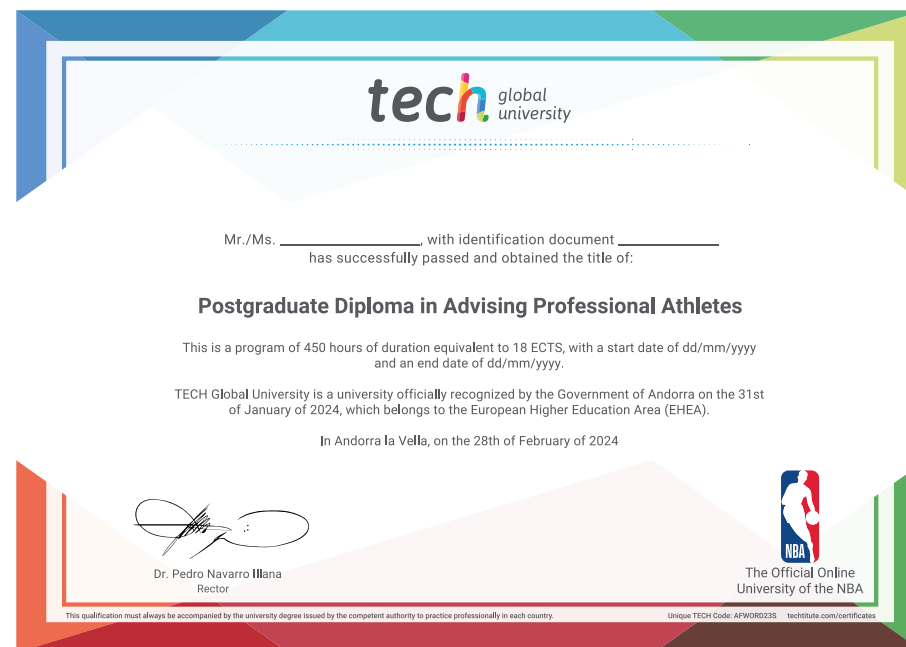 tech global
university
Mr./Ms. ____________, with identification document ____________
has successfully passed and obtained the title of:
Postgraduate Diploma in Advising Professional Athletes
This is a program of 450 hours of duration equivalent to 18 ECTS, with a start date of dd/mm/yyyy
and an end date of dd/mm/yyyy.
TECH Global University is a university officially recognized by the Government of Andorra on the 31st
of January of 2024, which belongs to the European Higher Education Area (EHEA).
In Andorra la Vella, on the 28th of February of 2024
NBA
Dr. Pedro Navarro Illana
Rector
The Official Online
University of the NBA
This qualification must always be accompanied by the university degree issued by the competent authority to practice professionally in each country.
Unique TECH Code: AFWORD23S techtitute.com/certificates